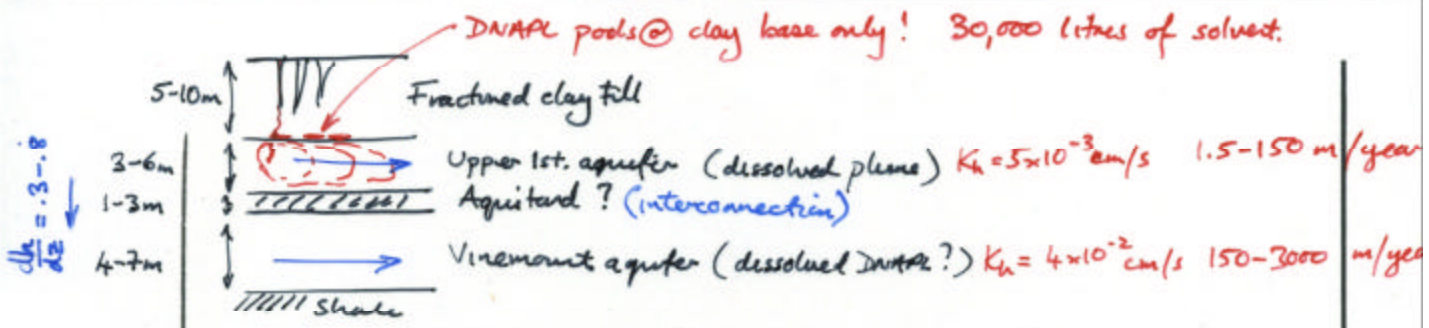 DNAPL pools @ clay base only! 30,000 litres of solvent.
5-10m Fractured clay till
3-6m Upper 1st. aquifer (dissolved plume) Kh = 5x10^-3 cm/s 1.5-150 m/year
1-3m Aquitard? (interconnection)
dh/dz = .3-.8
4-7m Vinemount aquifer (dissolved DNAPL?) Kh = 4x10^-2 cm/s 150-3000 m/yea
Shale